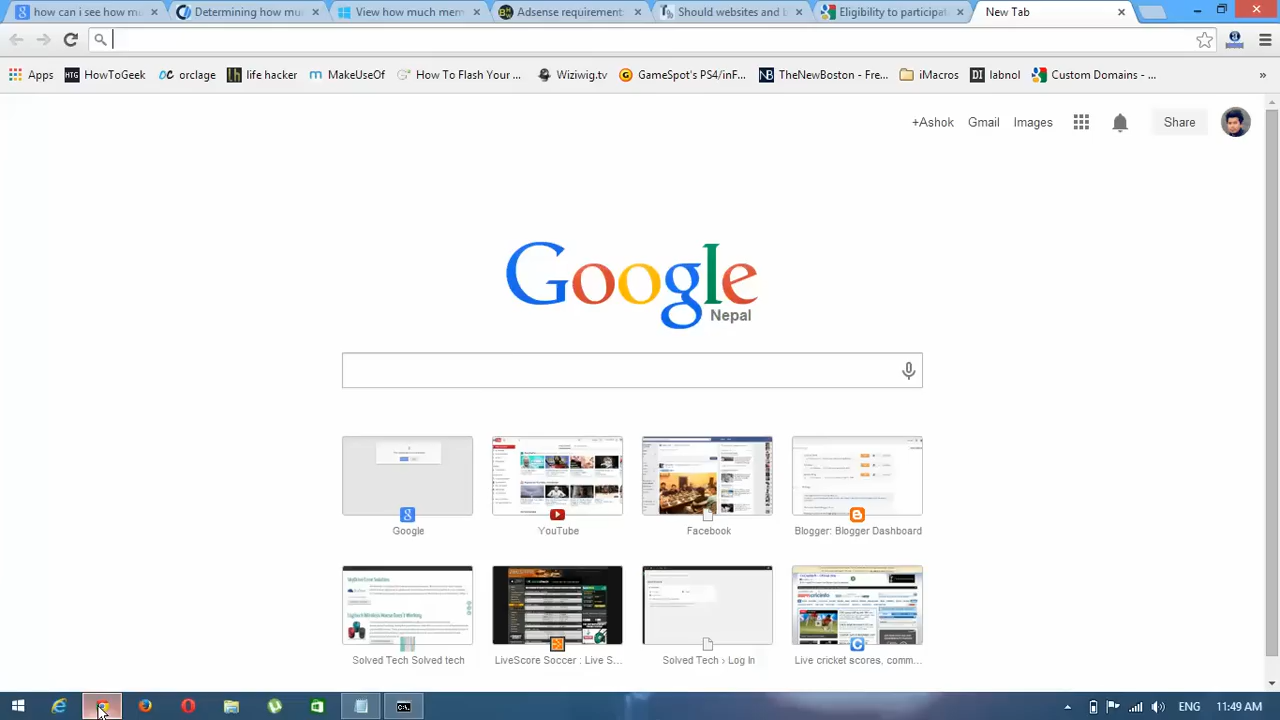 how can i see how mu
Determining how muc
View how much mem
Adsense requirement
Should websites and b
Eligibility to participat
New Tab
Apps
HowToGeek
orclage
life hacker
MakeUseOf
How To Flash Your ...
Wiziwig.tv
GameSpot's PS4/inF...
TheNewBoston - Fre...
iMacros
labnol
Custom Domains - ...
»
+Ashok
Gmail
Images
Share
Google
Nepal
Google
YouTube
Facebook
Blogger: Blogger Dashboard
Solved Tech Solved tech
LiveScore Soccer : Live S...
Solved Tech › Log In
Live cricket scores, comm...
ENG
11:49 AM